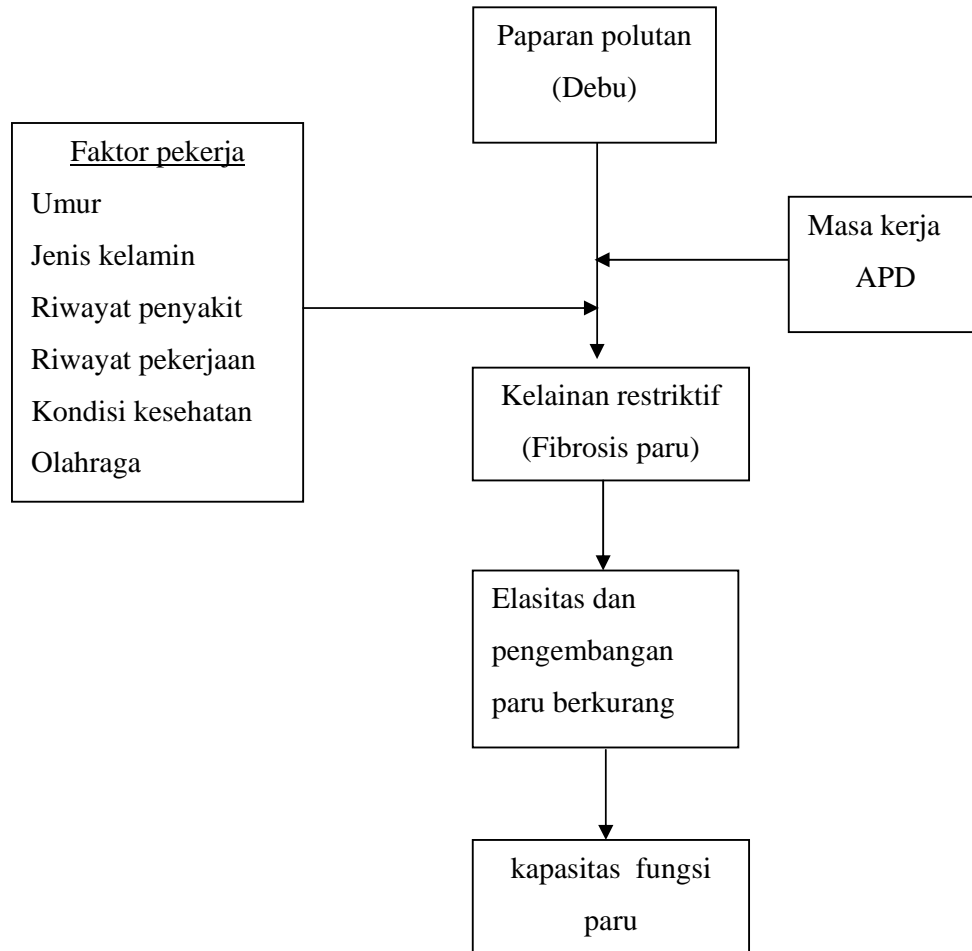 Paparan polutan
(Debu)
Faktor pekerja
Umur
Jenis kelamin
Riwayat penyakit
Riwayat pekerjaan
Kondisi kesehatan
Olahraga
Masa kerja
APD
Kelainan restriktif
(Fibrosis paru)
Elasitas dan
pengembangan
paru berkurang
kapasitas fungsi
paru